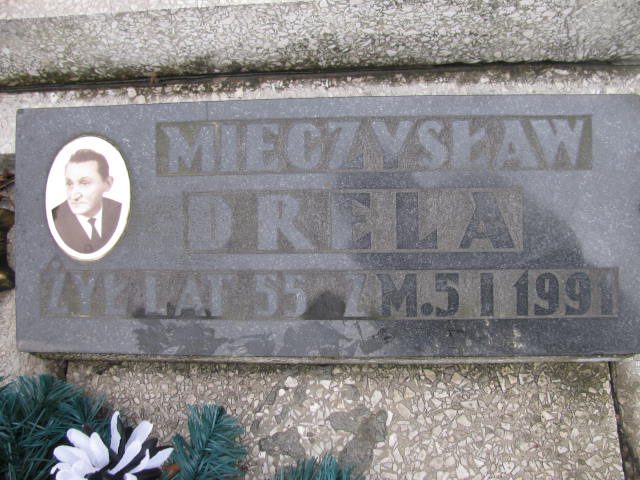 MIECZYSŁAW
DRELA
ŻYŁ LAT 55 ZM.5 I 1991